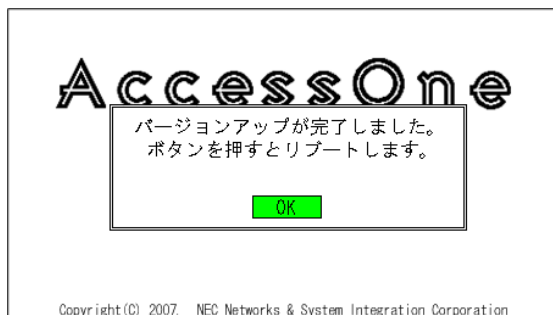 AccessOne
バージョンアップが完了しました。
ボタンを押すとリブートします。
OK
Copyright(C) 2007. NEC Networks & System Integration Corporation